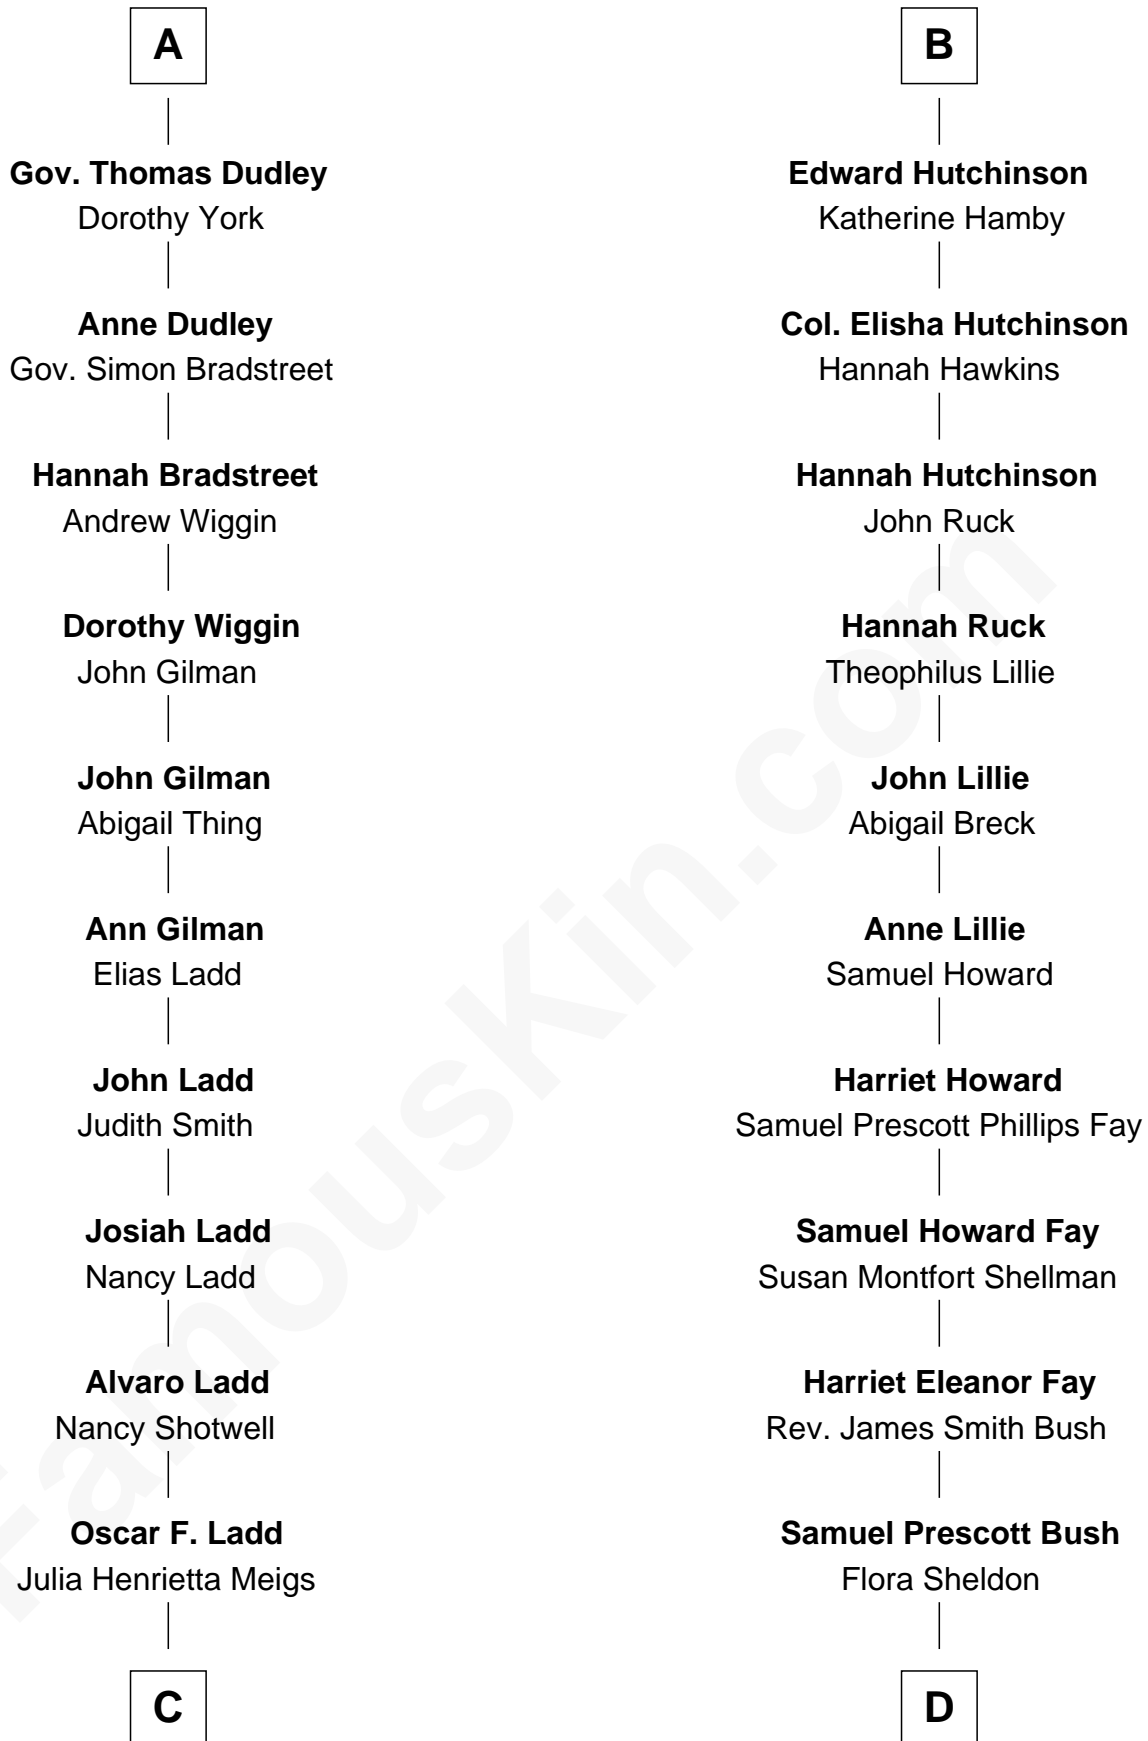 A
Gov. Thomas Dudley
Dorothy York
Anne Dudley
Gov. Simon Bradstreet
Hannah Bradstreet
Andrew Wiggin
Dorothy Wiggin
John Gilman
John Gilman
Abigail Thing
Ann Gilman
Elias Ladd
John Ladd
Judith Smith
Josiah Ladd
Nancy Ladd
Alvaro Ladd
Nancy Shotwell
Oscar F. Ladd
Julia Henrietta Meigs
C
B
Edward Hutchinson
Katherine Hamby
Col. Elisha Hutchinson
Hannah Hawkins
Hannah Hutchinson
John Ruck
Hannah Ruck
Theophilus Lillie
John Lillie
Abigail Breck
Anne Lillie
Samuel Howard
Harriet Howard
Samuel Prescott Phillips Fay
Samuel Howard Fay
Susan Montfort Shellman
Harriet Eleanor Fay
Rev. James Smith Bush
Samuel Prescott Bush
Flora Sheldon
D
FamousKin.com